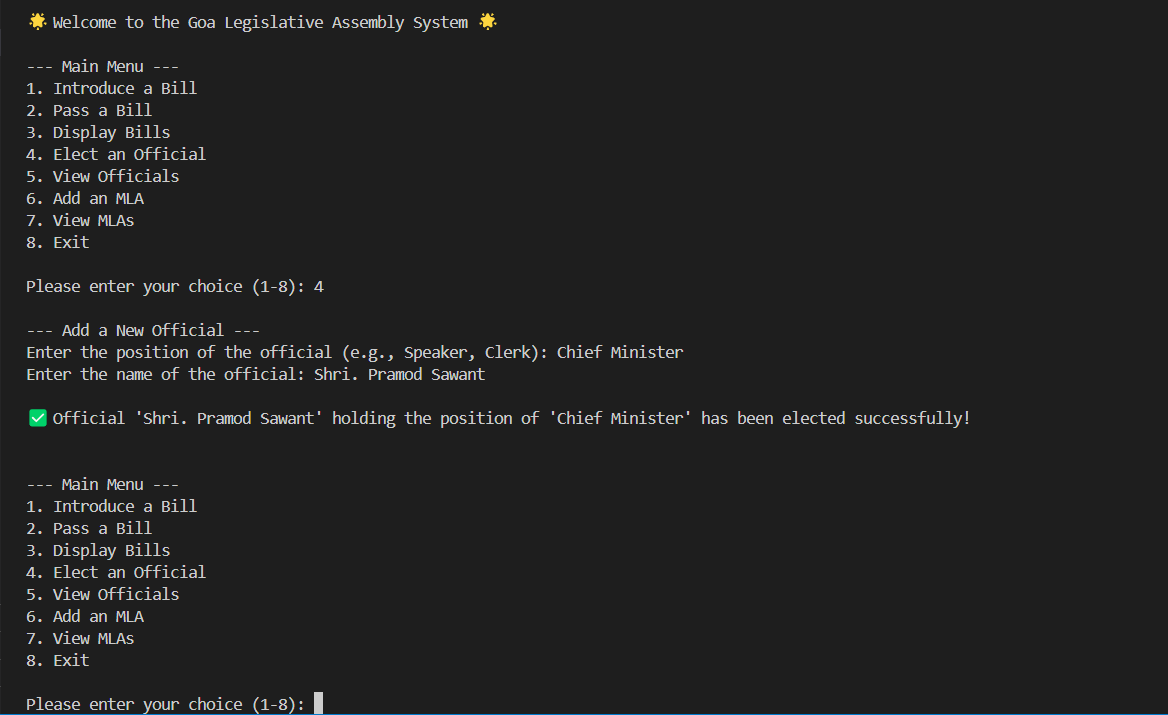 🌟 Welcome to the Goa Legislative Assembly System 🌟
--- Main Menu ---
1. Introduce a Bill
2. Pass a Bill
3. Display Bills
4. Elect an Official
5. View Officials
6. Add an MLA
7. View MLAs
8. Exit
Please enter your choice (1-8): 4
--- Add a New Official ---
Enter the position of the official (e.g., Speaker, Clerk): Chief Minister
Enter the name of the official: Shri. Pramod Sawant
✅ Official 'Shri. Pramod Sawant' holding the position of 'Chief Minister' has been elected successfully!
--- Main Menu ---
1. Introduce a Bill
2. Pass a Bill
3. Display Bills
4. Elect an Official
5. View Officials
6. Add an MLA
7. View MLAs
8. Exit
Please enter your choice (1-8):